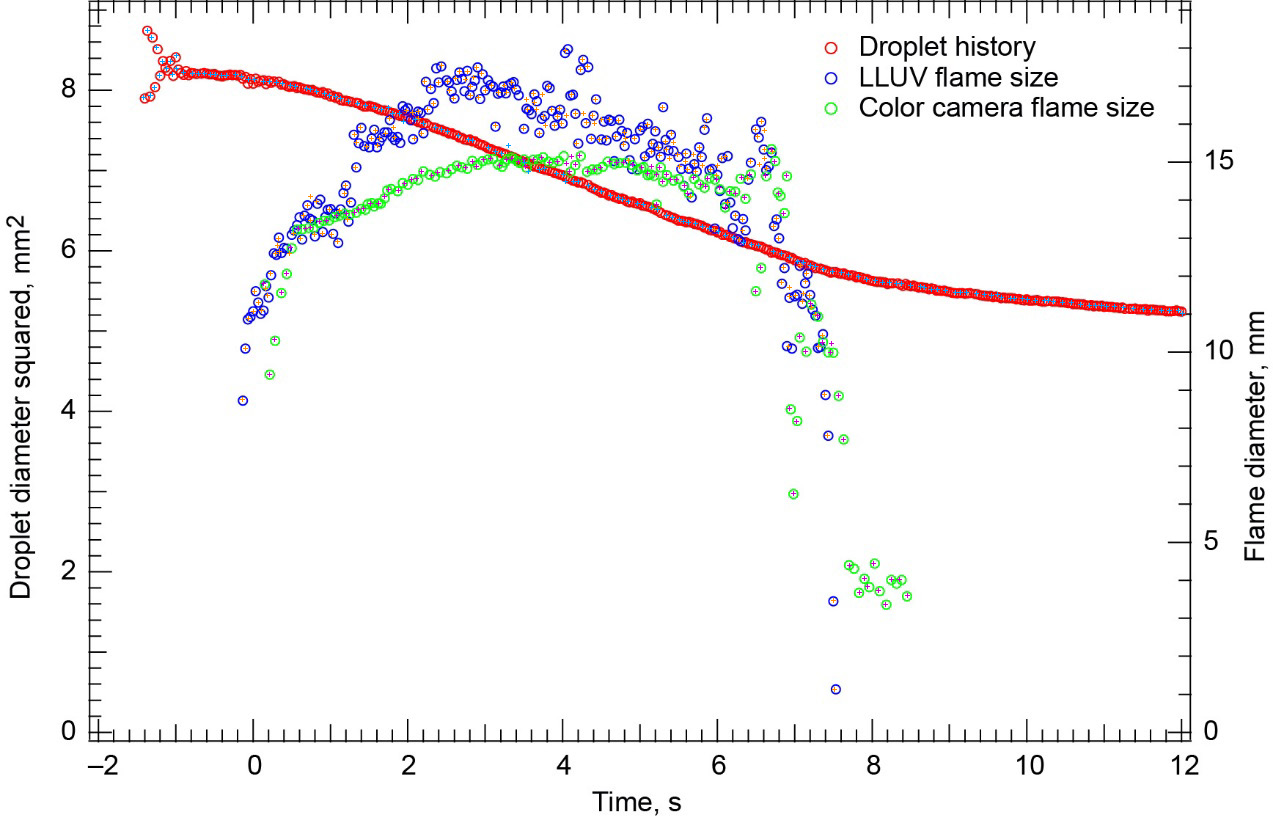 Droplet history
LLUV flame size
Color camera flame size
Droplet diameter squared, mm2
8
6
4
2
0
Flame diameter, mm
15
10
5
0
–2 0 2 4 6 8 10 12
Time, s